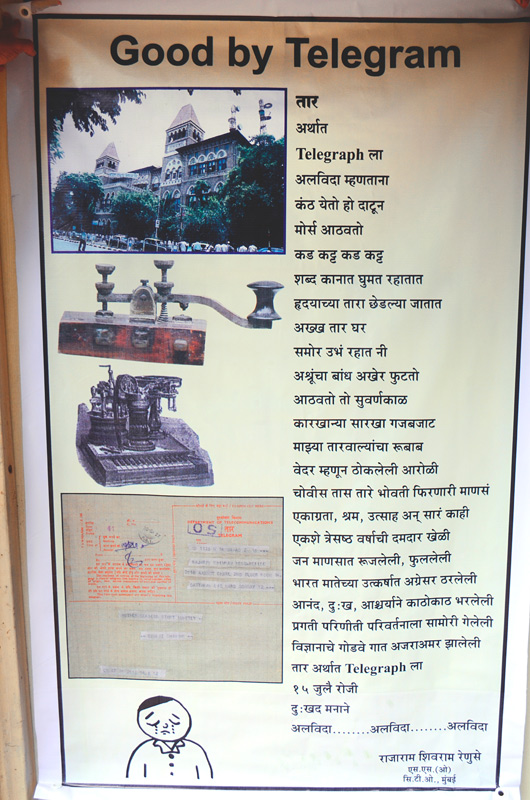 Good by Telegram
तार
अर्थात
Telegraph ला
अलविदा म्हणताना
कंठ येतो हो दाटून
मोर्स आठवतो
कड कट्ट कड कट्ट
शब्द कानात घुमत रहातात
हृदयाच्या तारा छेडल्या जातात
अख्ख तार घर
समोर उभं रहात नी
अश्रूंचा बांध अखेर फुटतो
आठवतो तो सुवर्णकाळ
कारखान्या सारखा गजबजाट
माझ्या तारवाल्यांचा रूबाब
वेदर म्हणून ठोकलेली आरोळी
चोवीस तास तारे भोवती फिरणारी माणसं
एकाग्रता, श्रम, उत्साह अन् सारं काही
एकशे त्रेसष्ठ वर्षाची दमदार खेळी
जन माणसात रूजलेली, फुललेली
भारत मातेच्या उत्कर्षात अग्रेसर ठरलेली
आनंद, दुःख, आश्चर्याने काठोकाठ भरलेली
प्रगती परिणीती परिवर्तनाला सामोरी गेलेली
विज्ञानाचे गोडवे गात अजराअमर झालेली
तार अर्थात Telegraph ला
१५ जुलै रोजी
दुःखद मनाने
अलविदा........अलविदा........अलविदा
राजाराम शिवराम रेणुसे
एस.एस.(ओ)
सि.टी.ओ., मुंबई
तार
TELEGRAM